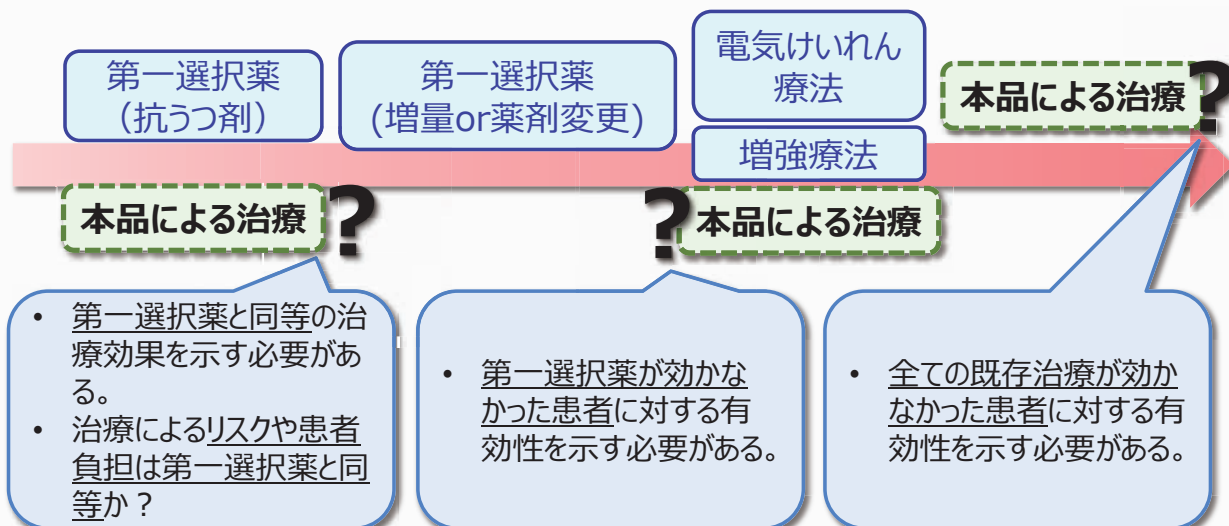 第一選択薬
（抗うつ剤）
第一選択薬
(増量or薬剤変更)
電気けいれん
療法
増強療法
本品による治療
?
本品による治療
?
?
本品による治療
• 第一選択薬と同等の治
療効果を示す必要があ
る。
• 治療によるリスクや患者
負担は第一選択薬と同
等か？
• 第一選択薬が効かな
かった患者に対する有
効性を示す必要がある。
• 全ての既存治療が効か
なかった患者に対する有
効性を示す必要がある。